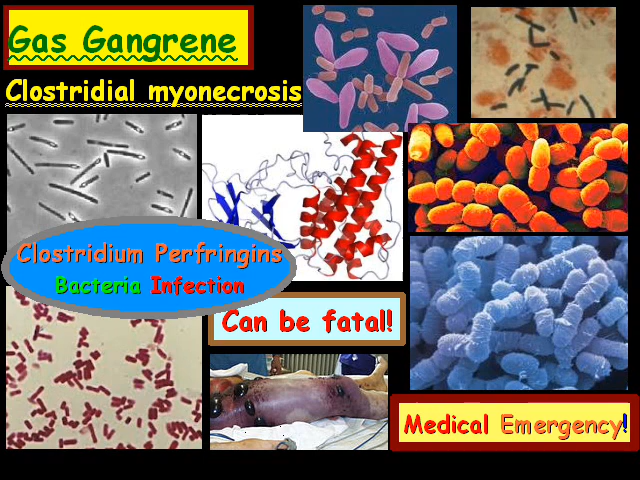 Gas Gangrene
Clostridial myonecrosis
Clostridium Perfringins
Bacteria Infection
Can be fatal!
Medical Emergency!